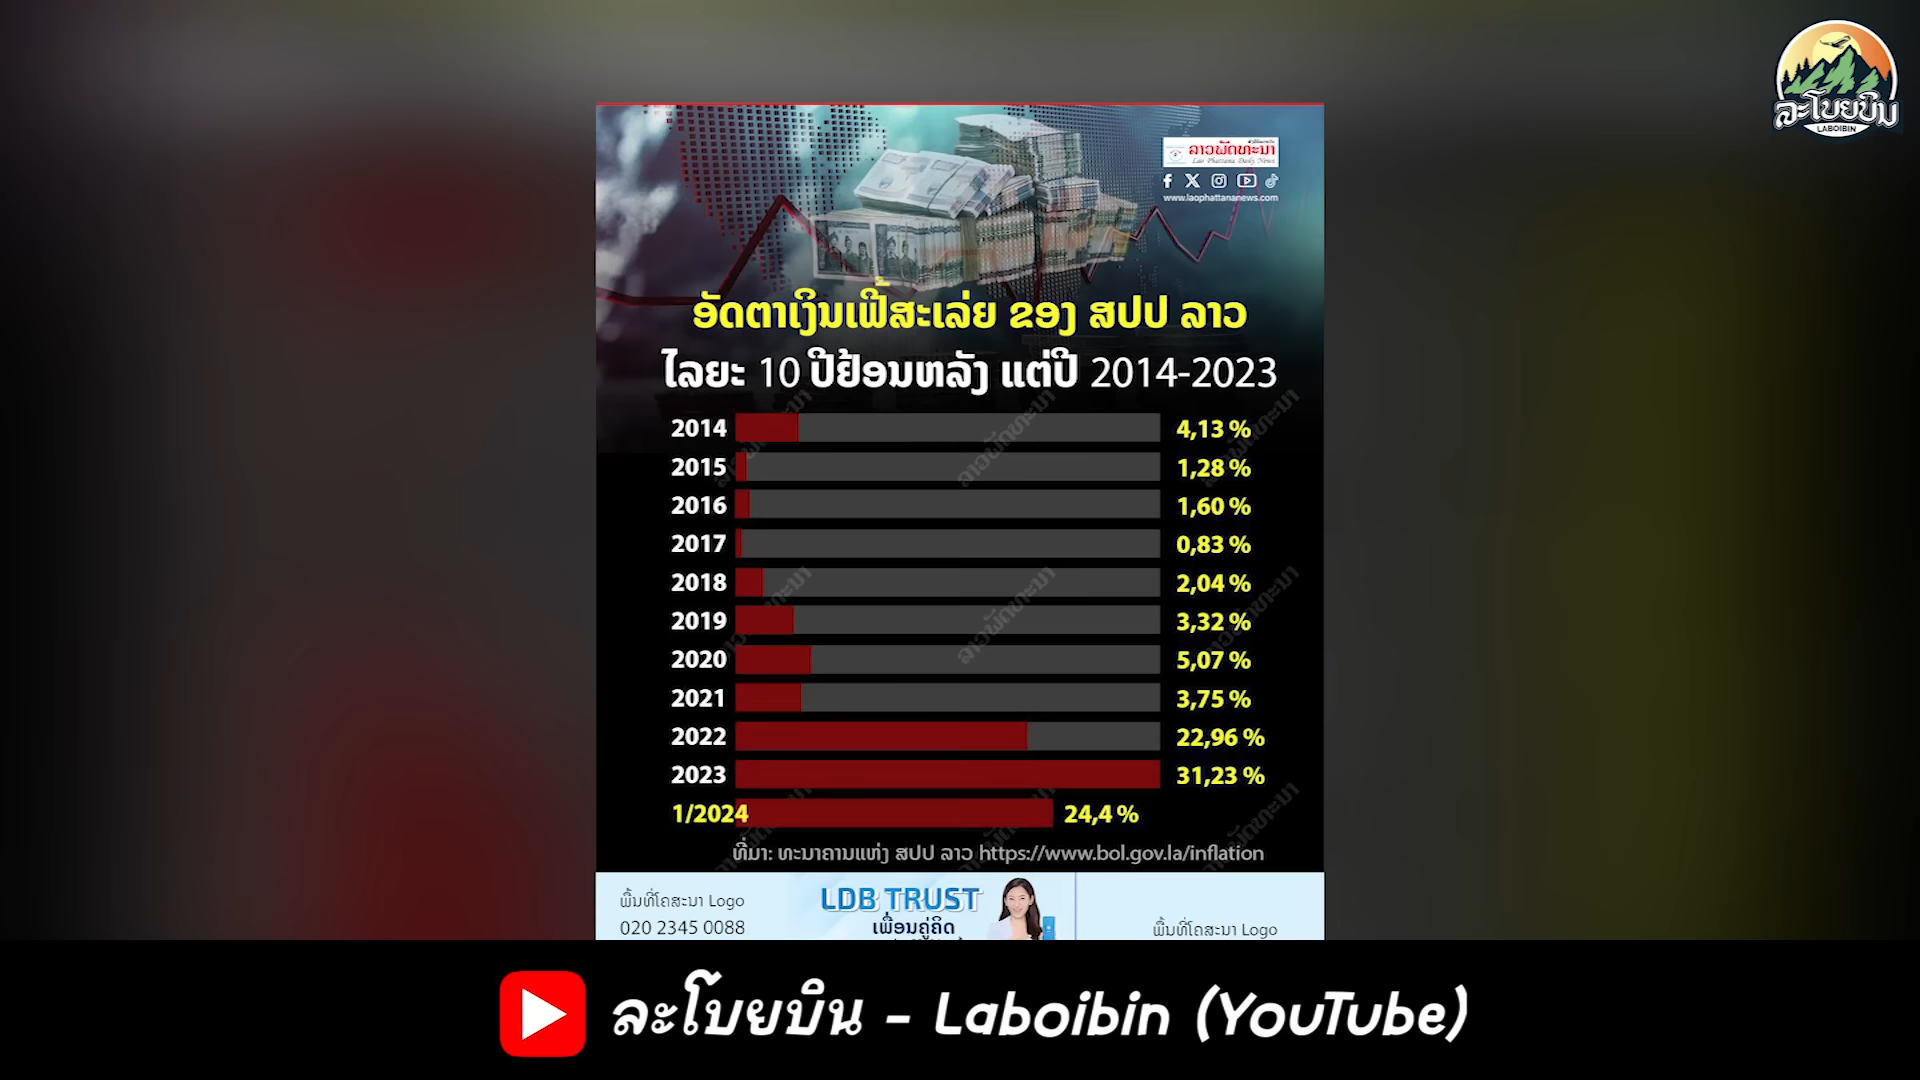 ລະໂບຍບິນ
LABOIBIN
ລາວພັດທະນາ
Lao Phattana Daily News
www.laophattananews.com
ອັດຕາເງິນເຟີ້ສະເລ່ຍ ຂອງ ສປປ ລາວ
ໄລຍະ 10 ປີຢ້ອນຫລັງ ແຕ່ປີ 2014-2023
2014 4,13 %
2015 1,28 %
2016 1,60 %
2017 0,83 %
2018 2,04 %
2019 3,32 %
2020 5,07 %
2021 3,75 %
2022 22,96 %
2023 31,23 %
1/2024 24,4 %
ທີ່ມາ: ທະນາຄານແຫ່ງ ສປປ ລາວ https://www.bol.gov.la/inflation
ພື້ນທີ່ໂຄສະນາ Logo
020 2345 0088
LDB TRUST
ເພື່ອນຄູ່ຄິດ
ພື້ນທີ່ໂຄສະນາ Logo
ລະໂບຍບິນ - Laboibin (YouTube)